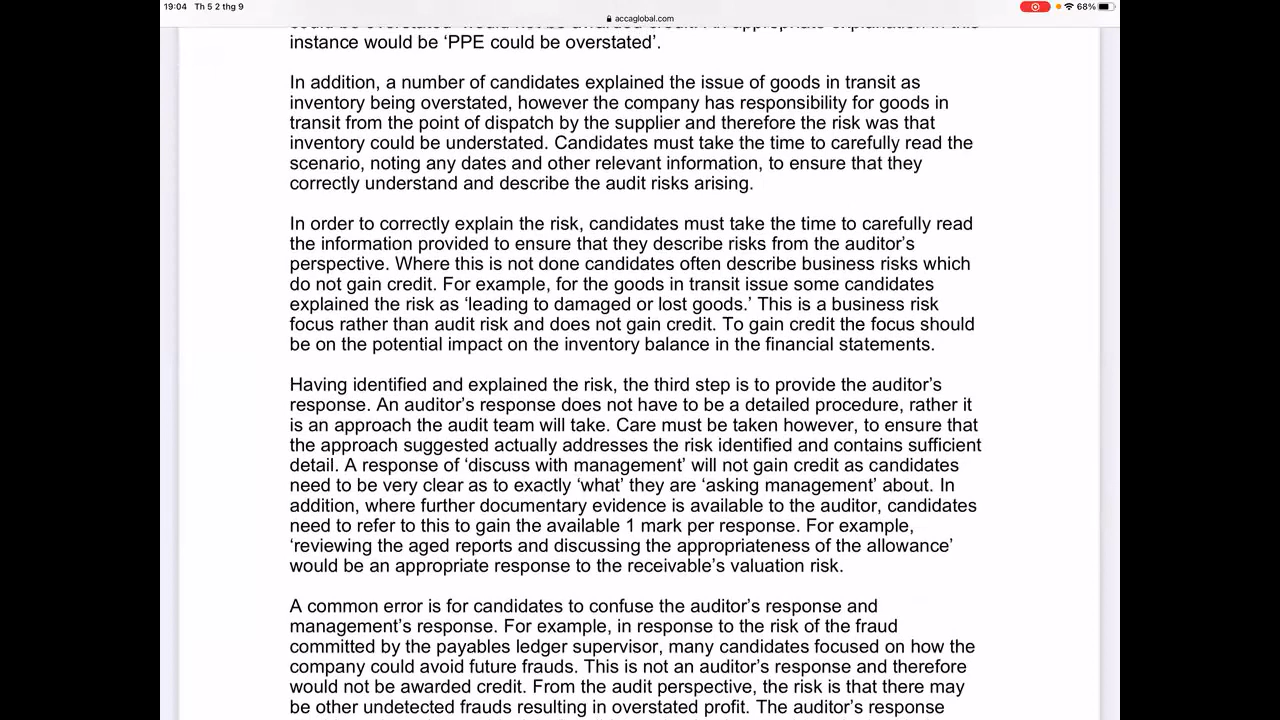 19:04 Th 5 2 thg 9
68%
accaglobal.com
instance would be ‘PPE could be overstated’.
In addition, a number of candidates explained the issue of goods in transit as
inventory being overstated, however the company has responsibility for goods in
transit from the point of dispatch by the supplier and therefore the risk was that
inventory could be understated. Candidates must take the time to carefully read the
scenario, noting any dates and other relevant information, to ensure that they
correctly understand and describe the audit risks arising.
In order to correctly explain the risk, candidates must take the time to carefully read
the information provided to ensure that they describe risks from the auditor’s
perspective. Where this is not done candidates often describe business risks which
do not gain credit. For example, for the goods in transit issue some candidates
explained the risk as ‘leading to damaged or lost goods.’ This is a business risk
focus rather than audit risk and does not gain credit. To gain credit the focus should
be on the potential impact on the inventory balance in the financial statements.
Having identified and explained the risk, the third step is to provide the auditor’s
response. An auditor’s response does not have to be a detailed procedure, rather it
is an approach the audit team will take. Care must be taken however, to ensure that
the approach suggested actually addresses the risk identified and contains sufficient
detail. A response of ‘discuss with management’ will not gain credit as candidates
need to be very clear as to exactly ‘what’ they are ‘asking management’ about. In
addition, where further documentary evidence is available to the auditor, candidates
need to refer to this to gain the available 1 mark per response. For example,
‘reviewing the aged reports and discussing the appropriateness of the allowance’
would be an appropriate response to the receivable’s valuation risk.
A common error is for candidates to confuse the auditor’s response and
management’s response. For example, in response to the risk of the fraud
committed by the payables ledger supervisor, many candidates focused on how the
company could avoid future frauds. This is not an auditor’s response and therefore
would not be awarded credit. From the audit perspective, the risk is that there may
be other undetected frauds resulting in overstated profit. The auditor’s response